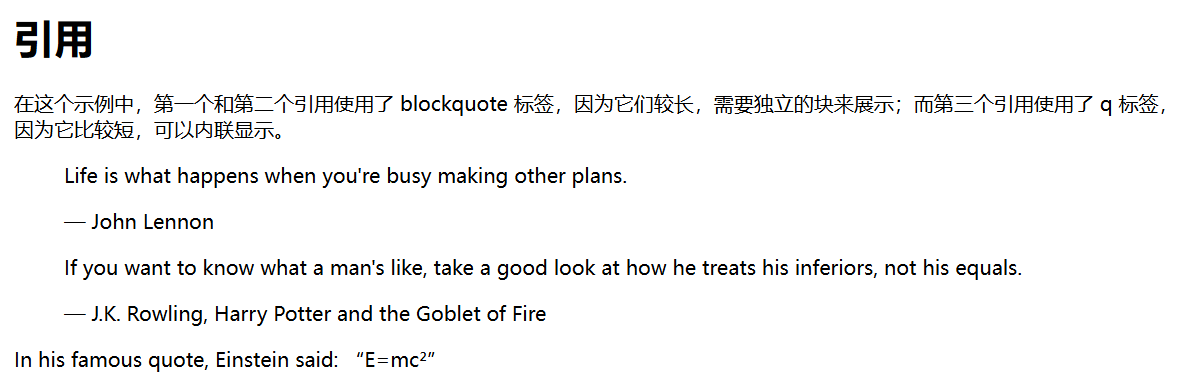 引用
在这个示例中，第一个和第二个引用使用了 blockquote 标签，因为它们较长，需要独立的块来展示；而第三个引用使用了 q 标签，
因为它比较短，可以内联显示。
Life is what happens when you're busy making other plans.
— John Lennon
If you want to know what a man's like, take a good look at how he treats his inferiors, not his equals.
— J.K. Rowling, Harry Potter and the Goblet of Fire
In his famous quote, Einstein said: “E=mc²”